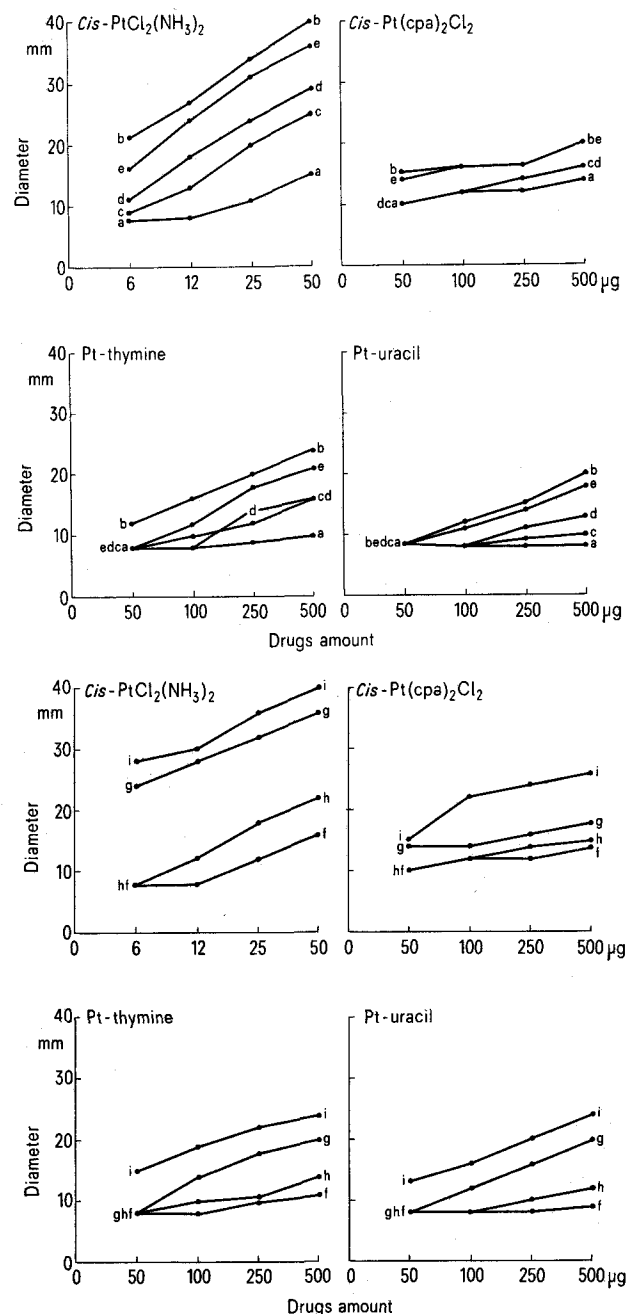 Cis-PtCl₂(NH₃)₂
40
mm
30
20
10
0
Diameter
b
e
d
c
a
b
e
d
c
a
0 6 12 25 50
Cis-Pt(cpa)₂Cl₂
b
e
dca
be
cd
a
0 50 100 250 500 µg
Pt-thymine
40
mm
30
20
10
0
Diameter
b
edca
d
b
e
cd
a
0 50 100 250 500
Pt-uracil
bedca
b
e
d
c
a
0 50 100 250 500 µg
Drugs amount
Cis-PtCl₂(NH₃)₂
40
mm
30
20
10
0
Diameter
i
g
hf
i
g
h
f
0 6 12 25 50
Cis-Pt(cpa)₂Cl₂
i
g
hf
i
g
h
f
0 50 100 250 500 µg
Pt-thymine
40
mm
30
20
10
0
Diameter
i
ghf
i
g
h
f
0 50 100 250 500
Pt-uracil
i
ghf
i
g
h
f
0 50 100 250 500 µg
Drugs amount